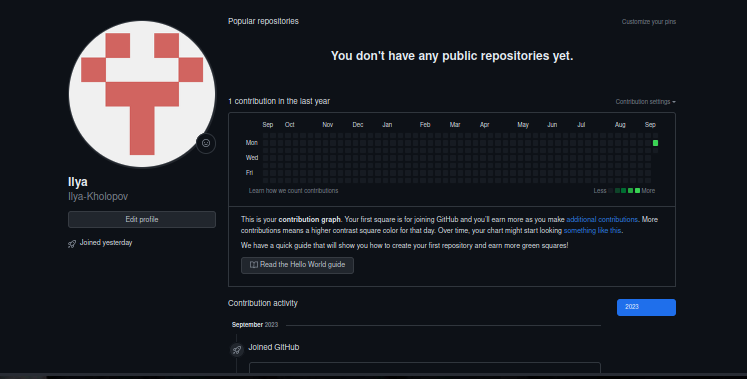 Popular repositories
Customize your pins
You don't have any public repositories yet.
1 contribution in the last year
Contribution settings
Sep Oct Nov Dec Jan Feb Mar Apr May Jun Jul Aug Sep
Mon
Wed
Fri
Learn how we count contributions
Less More
Ilya
Ilya-Kholopov
Edit profile
Joined yesterday
This is your contribution graph. Your first square is for joining GitHub and you'll earn more as you make additional contributions. More
contributions means a higher contrast square color for that day. Over time, your chart might start looking something like this.
We have a quick guide that will show you how to create your first repository and earn more green squares!
Read the Hello World guide
Contribution activity
2023
September 2023
Joined GitHub